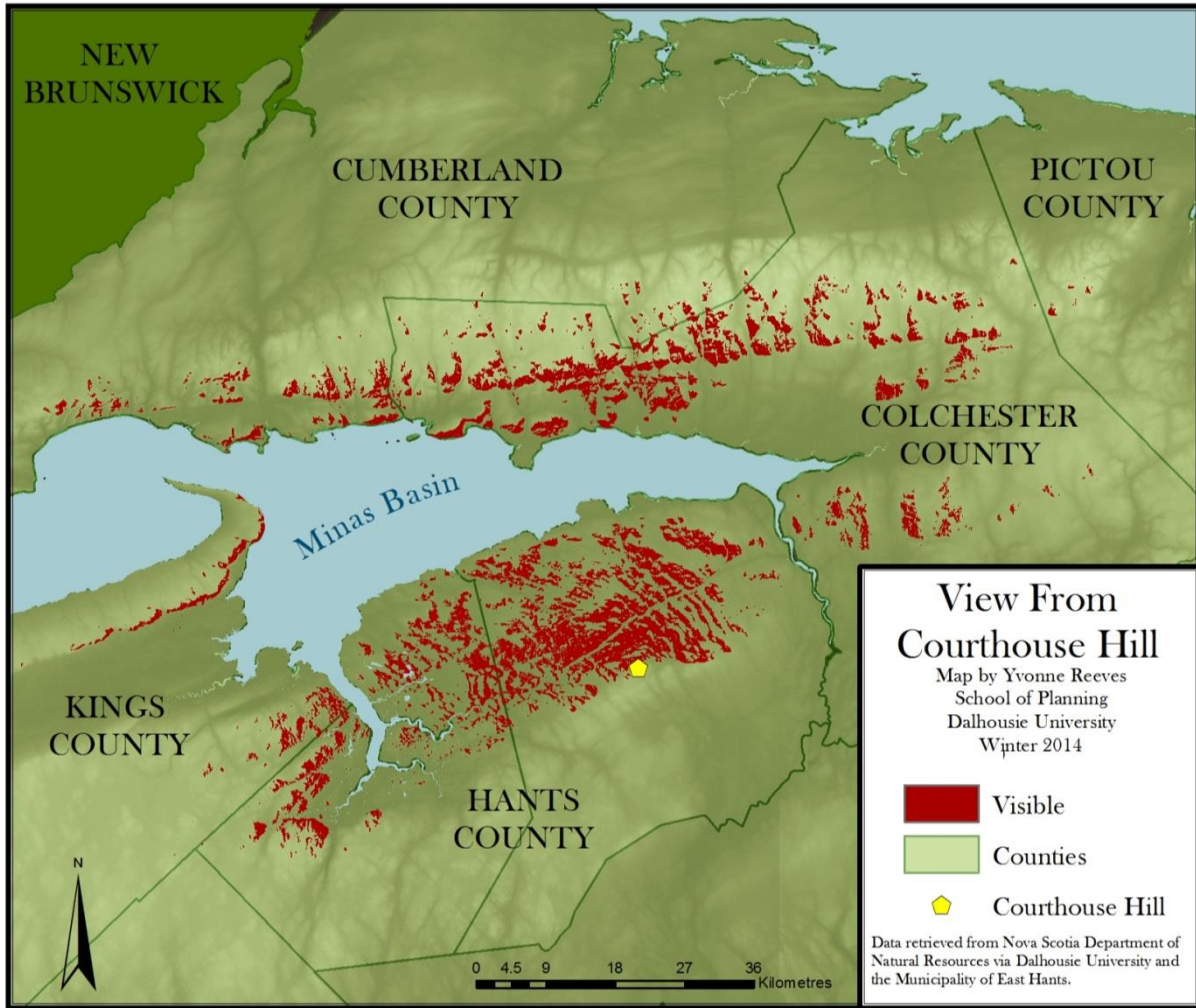 NEW
BRUNSWICK
CUMBERLAND
COUNTY
PICTOU
COUNTY
COLCHESTER
COUNTY
Minas Basin
KINGS
COUNTY
HANTS
COUNTY
N
0 4.5 9 18 27 36
Kilometres
View From
Courthouse Hill
Map by Yvonne Reeves
School of Planning
Dalhousie University
Winter 2014
Visible
Counties
Courthouse Hill
Data retrieved from Nova Scotia Department of
Natural Resources via Dalhousie University and
the Municipality of East Hants.